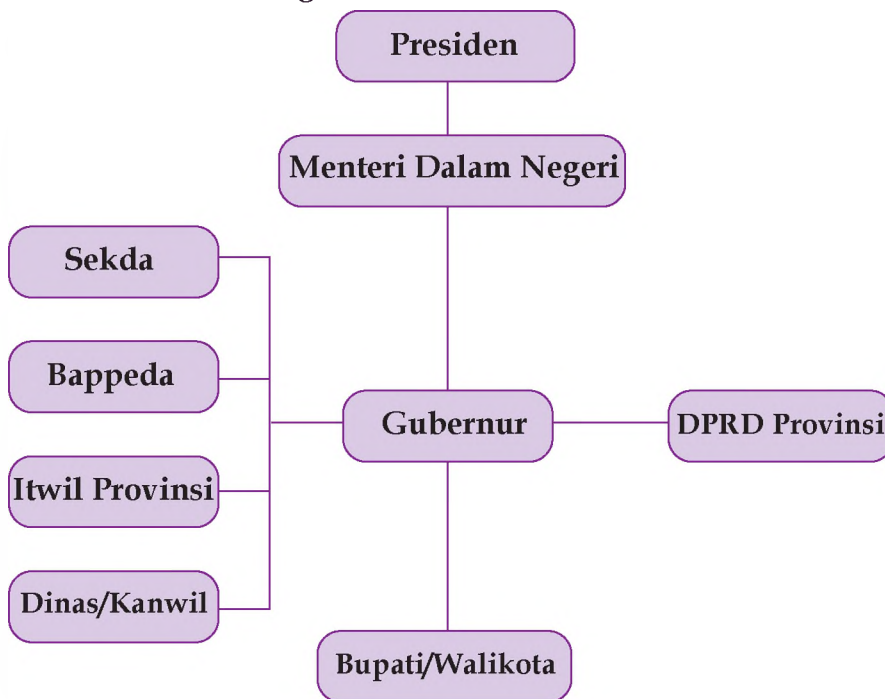 Presiden
Menteri Dalam Negeri
Sekda
Bappeda
Gubernur
DPRD Provinsi
Itwil Provinsi
Dinas/Kanwil
Bupati/Walikota